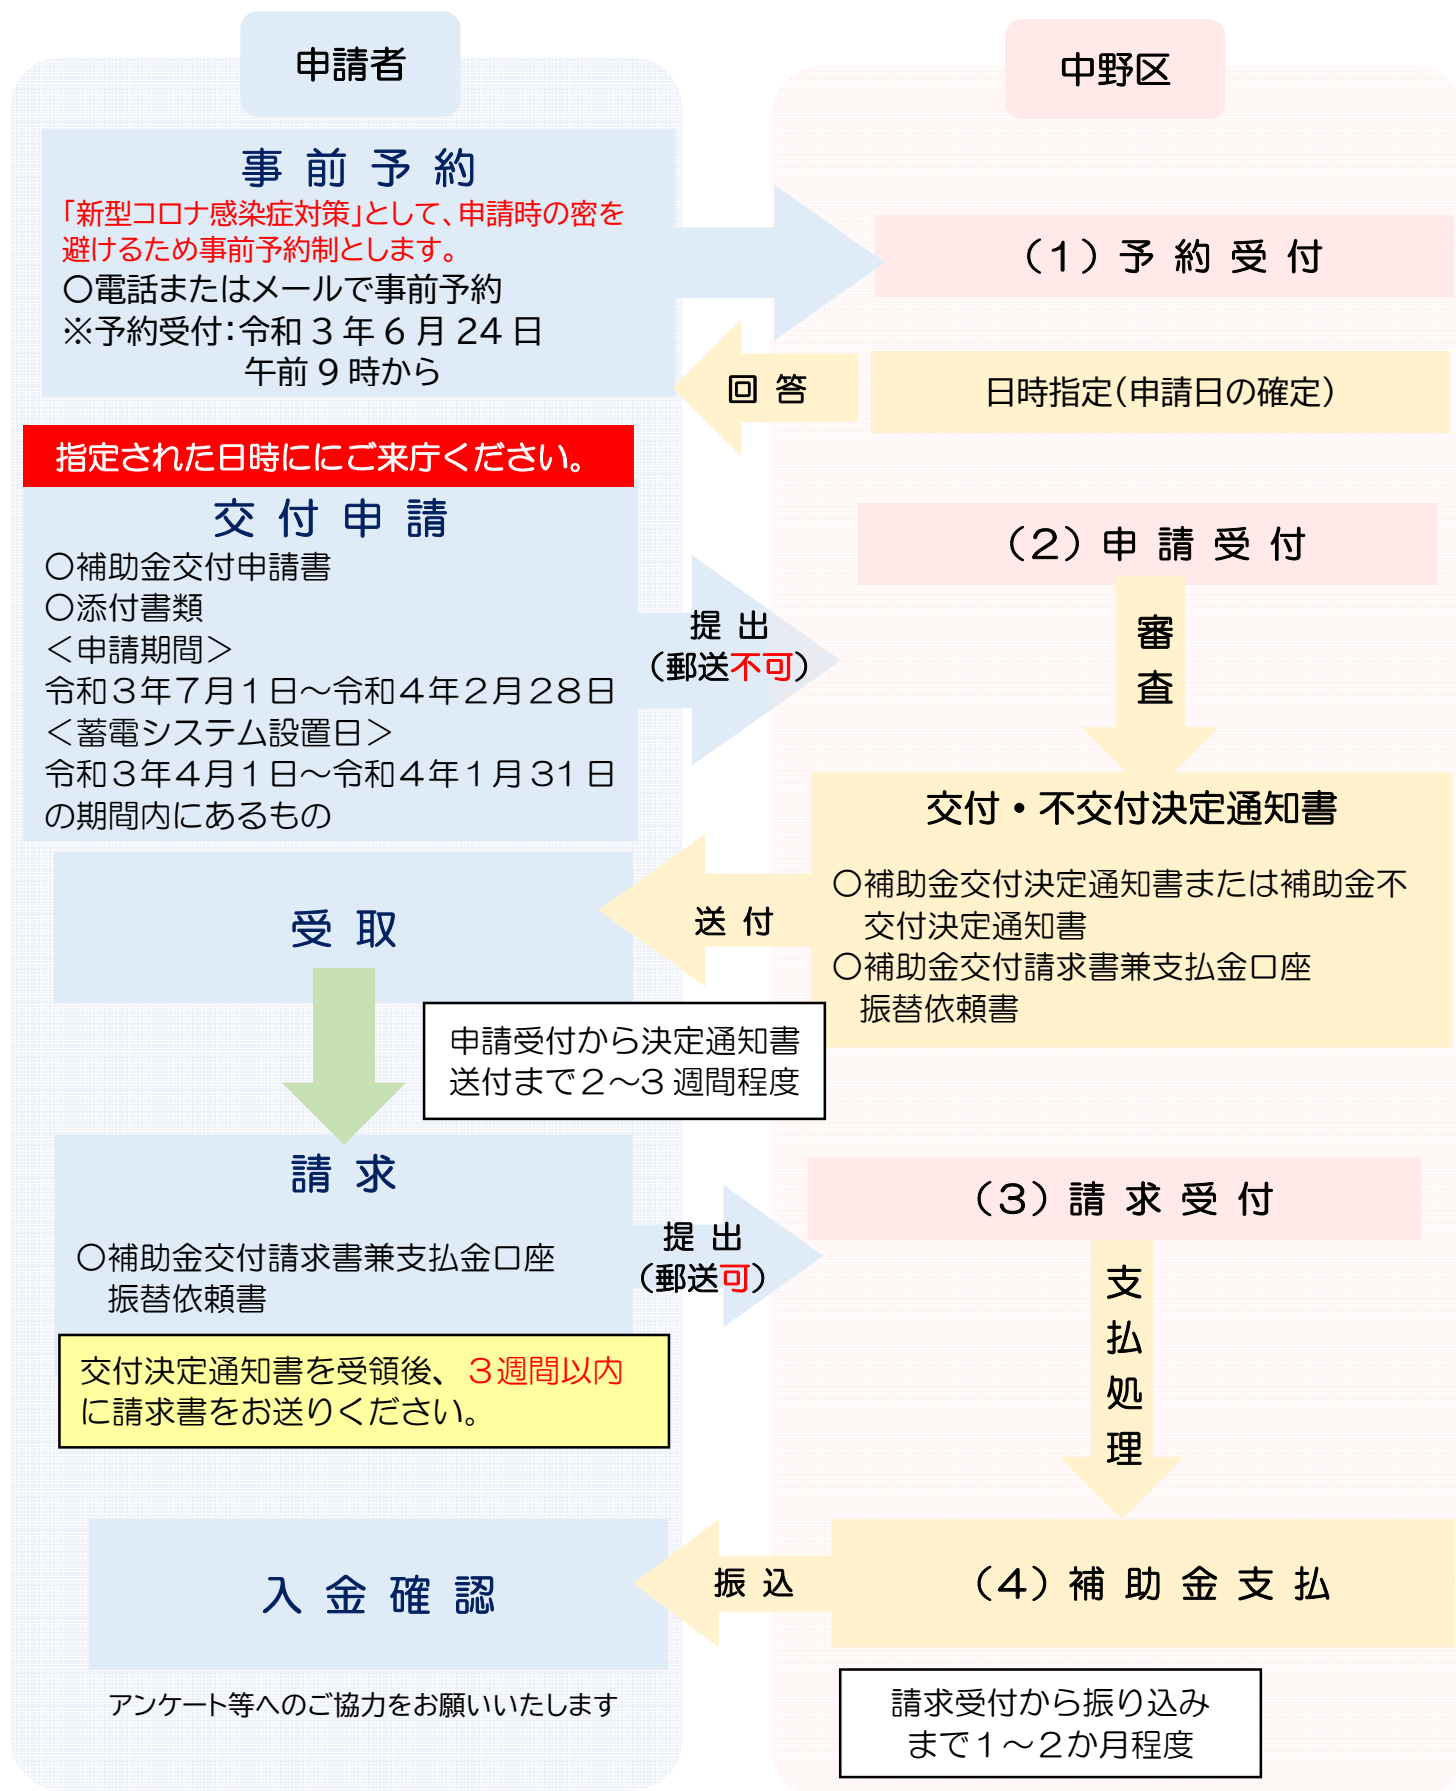 申請者
中野区
事前予約
「新型コロナ感染症対策」として、申請時の密を
避けるため事前予約制とします。
〇電話またはメールで事前予約
※予約受付：令和3年6月24日
午前9時から
（1）予約受付
回答
日時指定（申請日の確定）
指定された日時ににご来庁ください。
交付申請
〇補助金交付申請書
〇添付書類
＜申請期間＞
令和３年７月１日～令和４年２月２８日
＜蓄電システム設置日＞
令和３年４月１日～令和４年１月31日
の期間内にあるもの
提出
（郵送不可）
（2）申請受付
審査
交付・不交付決定通知書
〇補助金交付決定通知書または補助金不
交付決定通知書
〇補助金交付請求書兼支払金口座
振替依頼書
送付
受取
申請受付から決定通知書
送付まで２～3週間程度
請求
〇補助金交付請求書兼支払金口座
振替依頼書
交付決定通知書を受領後、３週間以内
に請求書をお送りください。
提出
（郵送可）
（3）請求受付
支払処理
（4）補助金支払
振込
入金確認
アンケート等へのご協力をお願いいたします
請求受付から振り込み
まで１～２か月程度